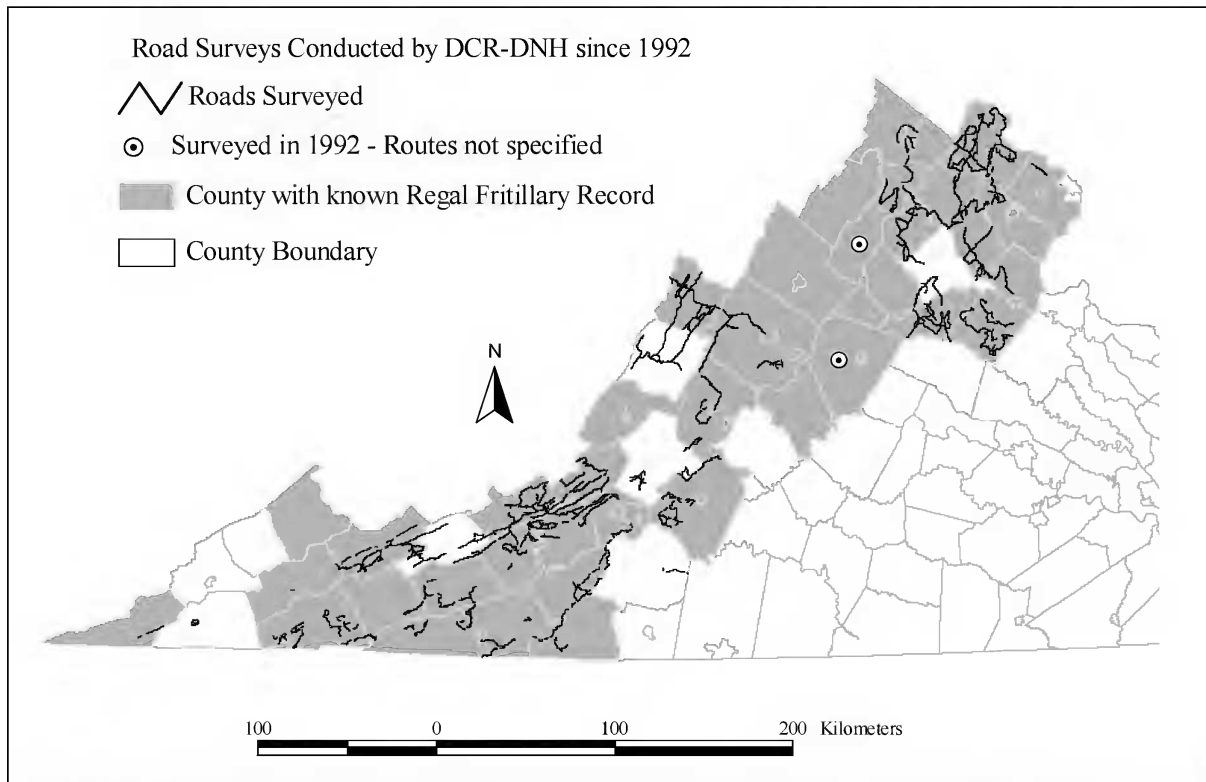 Road Surveys Conducted by DCR-DNH since 1992
Roads Surveyed
Surveyed in 1992 - Routes not specified
County with known Regal Fritillary Record
County Boundary
N
100 0 100 200 Kilometers